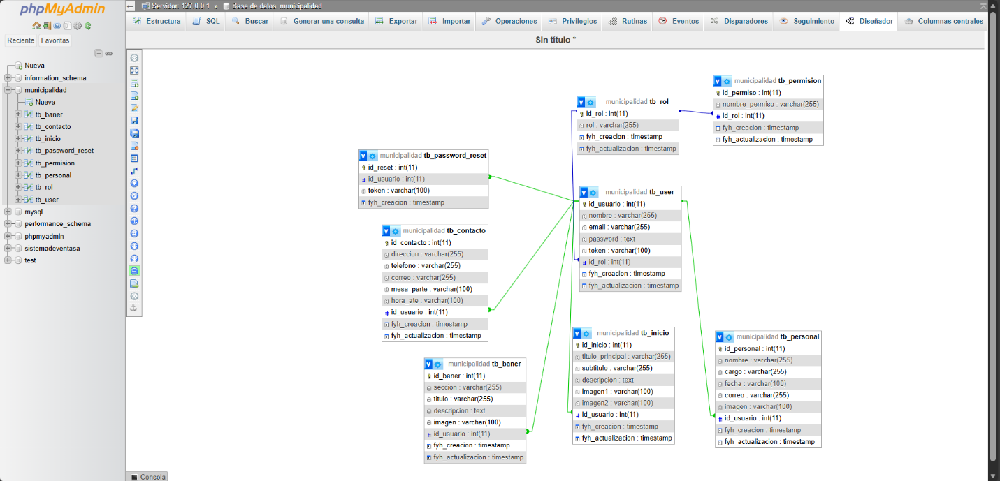 phpMyAdmin
Reciente Favoritas
Nueva
information_schema
municipalidad
Nueva
tb_baner
tb_contacto
tb_inicio
tb_password_reset
tb_permision
tb_personal
tb_rol
tb_user
mysql
performance_schema
phpmyadmin
sistemadeventasa
test
Servidor: 127.0.0.1 » Base de datos: municipalidad
Estructura SQL Buscar Generar una consulta Exportar Importar Operaciones Privilegios Rutinas Eventos Disparadores Seguimiento Diseñador Columnas centrales
Sin título *
municipalidad tb_permision
id_permiso : int(11)
nombre_permiso : varchar(255)
id_rol : int(11)
fyh_creacion : timestamp
fyh_actualizacion : timestamp
municipalidad tb_rol
id_rol : int(11)
rol : varchar(255)
fyh_creacion : timestamp
fyh_actualizacion : timestamp
municipalidad tb_password_reset
id_reset : int(11)
id_usuario : int(11)
token : varchar(100)
fyh_creacion : timestamp
municipalidad tb_user
id_usuario : int(11)
nombre : varchar(255)
email : varchar(255)
password : text
token : varchar(100)
id_rol : int(11)
fyh_creacion : timestamp
fyh_actualizacion : timestamp
municipalidad tb_contacto
id_contacto : int(11)
direccion : varchar(255)
telefono : varchar(255)
correo : varchar(255)
mesa_parte : varchar(100)
hora_ate : varchar(100)
id_usuario : int(11)
fyh_creacion : timestamp
fyh_actualizacion : timestamp
municipalidad tb_inicio
id_inicio : int(11)
titulo_principal : varchar(255)
subtitulo : varchar(255)
descripcion : text
imagen1 : varchar(100)
imagen2 : varchar(100)
id_usuario : int(11)
fyh_creacion : timestamp
fyh_actualizacion : timestamp
municipalidad tb_personal
id_personal : int(11)
nombre : varchar(255)
cargo : varchar(255)
fecha : varchar(100)
correo : varchar(255)
imagen : varchar(100)
id_usuario : int(11)
fyh_creacion : timestamp
fyh_actualizacion : timestamp
municipalidad tb_baner
id_baner : int(11)
seccion : varchar(255)
titulo : varchar(255)
descripcion : text
imagen : varchar(100)
id_usuario : int(11)
fyh_creacion : timestamp
fyh_actualizacion : timestamp
Consola